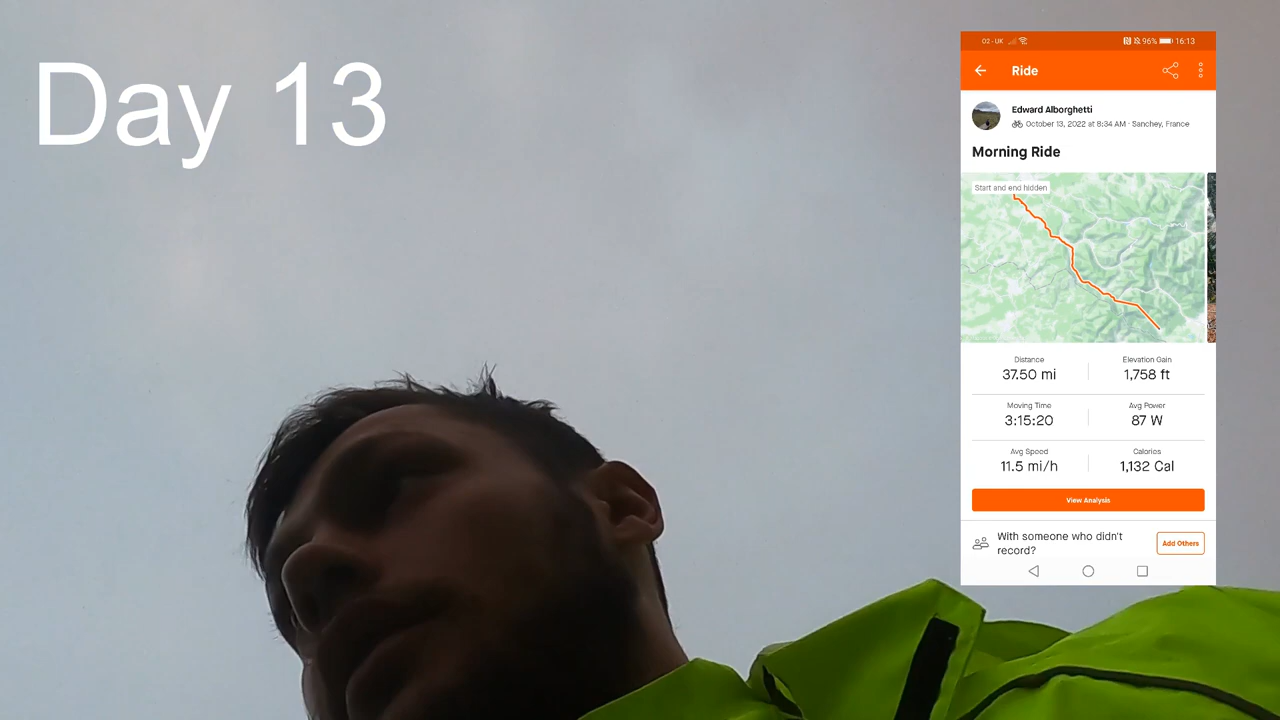 Day 13
O2 - UK
96%
16:13
Ride
Edward Alborghetti
October 13, 2022 at 8:34 AM · Sanchey, France
Morning Ride
Start and end hidden
Distance
Elevation Gain
37.50 mi
1,758 ft
Moving Time
Avg Power
3:15:20
87 W
Avg Speed
Calories
11.5 mi/h
1,132 Cal
View Analysis
With someone who didn't
record?
Add Others